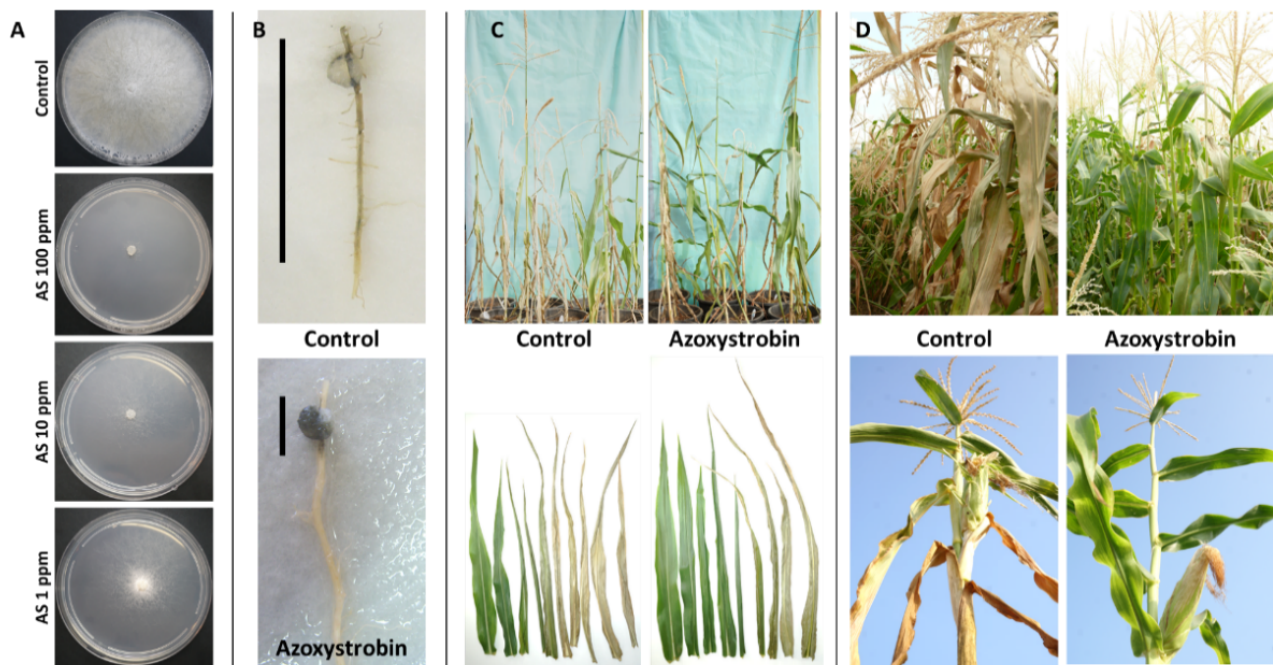 A
Control
AS 100 ppm
AS 10 ppm
AS 1 ppm
B
Control
Azoxystrobin
C
Control
Azoxystrobin
D
Control
Azoxystrobin